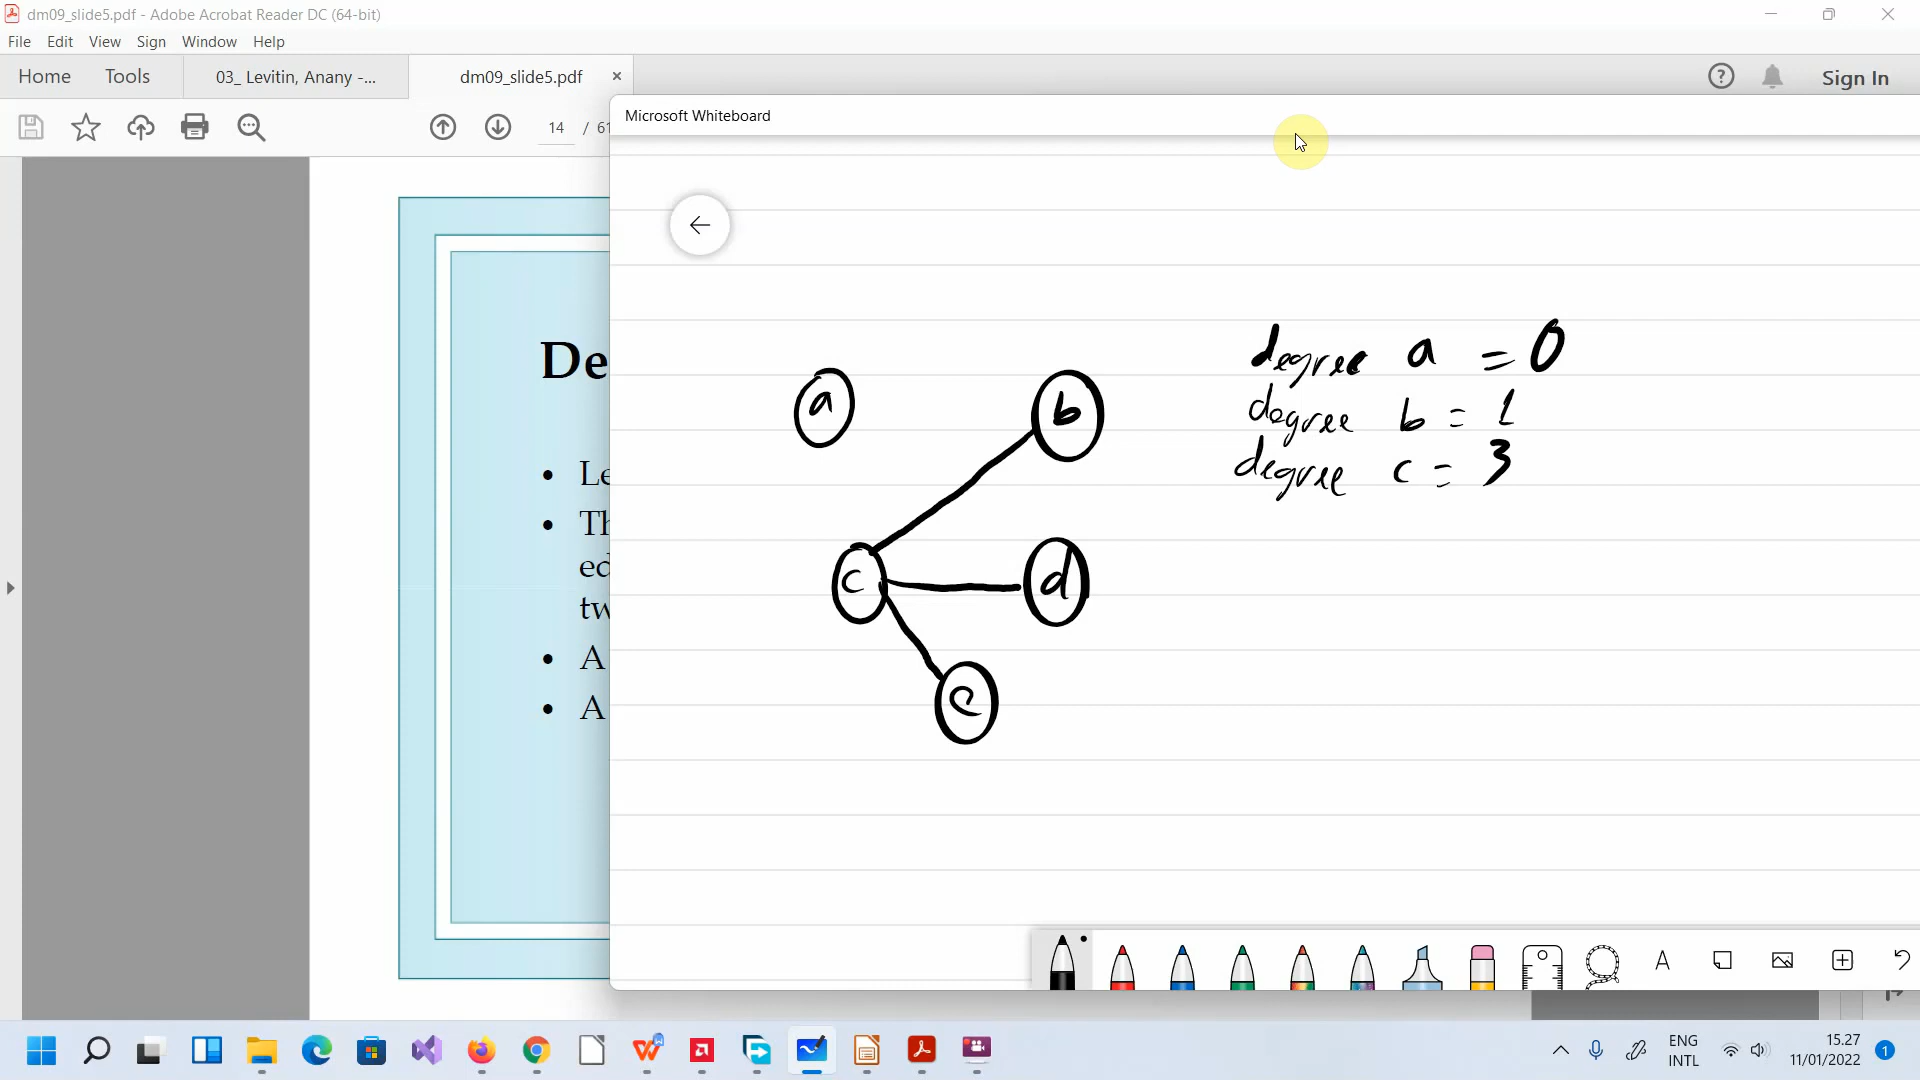 dm09_slide5.pdf - Adobe Acrobat Reader DC (64-bit)
File Edit View Sign Window Help
Home Tools 03_ Levitin, Anany -... dm09_slide5.pdf × Sign In
14 / 61
Microsoft Whiteboard
De
Le
Th
ed
tw
A
A
a
b
c
d
e
degree a = 0
degree b = 1
degree c = 3
A
ENG
INTL
15.27
11/01/2022
1